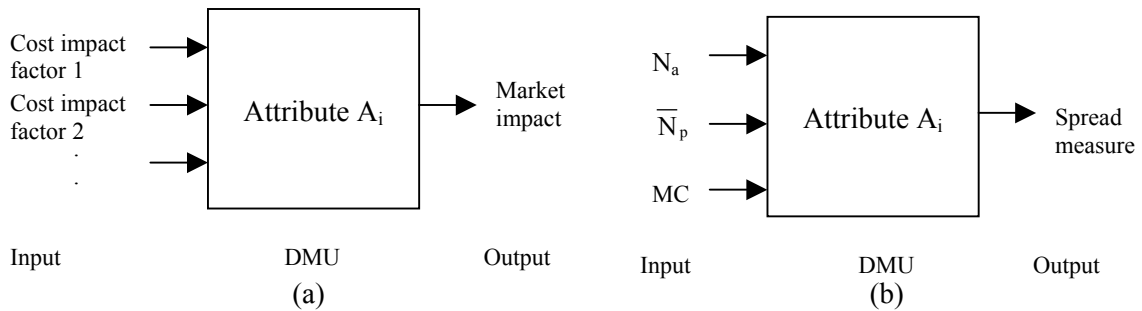 Cost impact
factor 1
Cost impact
factor 2
.
.
Attribute Aᵢ
Market
impact
Input
DMU
Output
(a)
Nₐ
N̅ₚ
MC
Attribute Aᵢ
Spread
measure
Input
DMU
Output
(b)